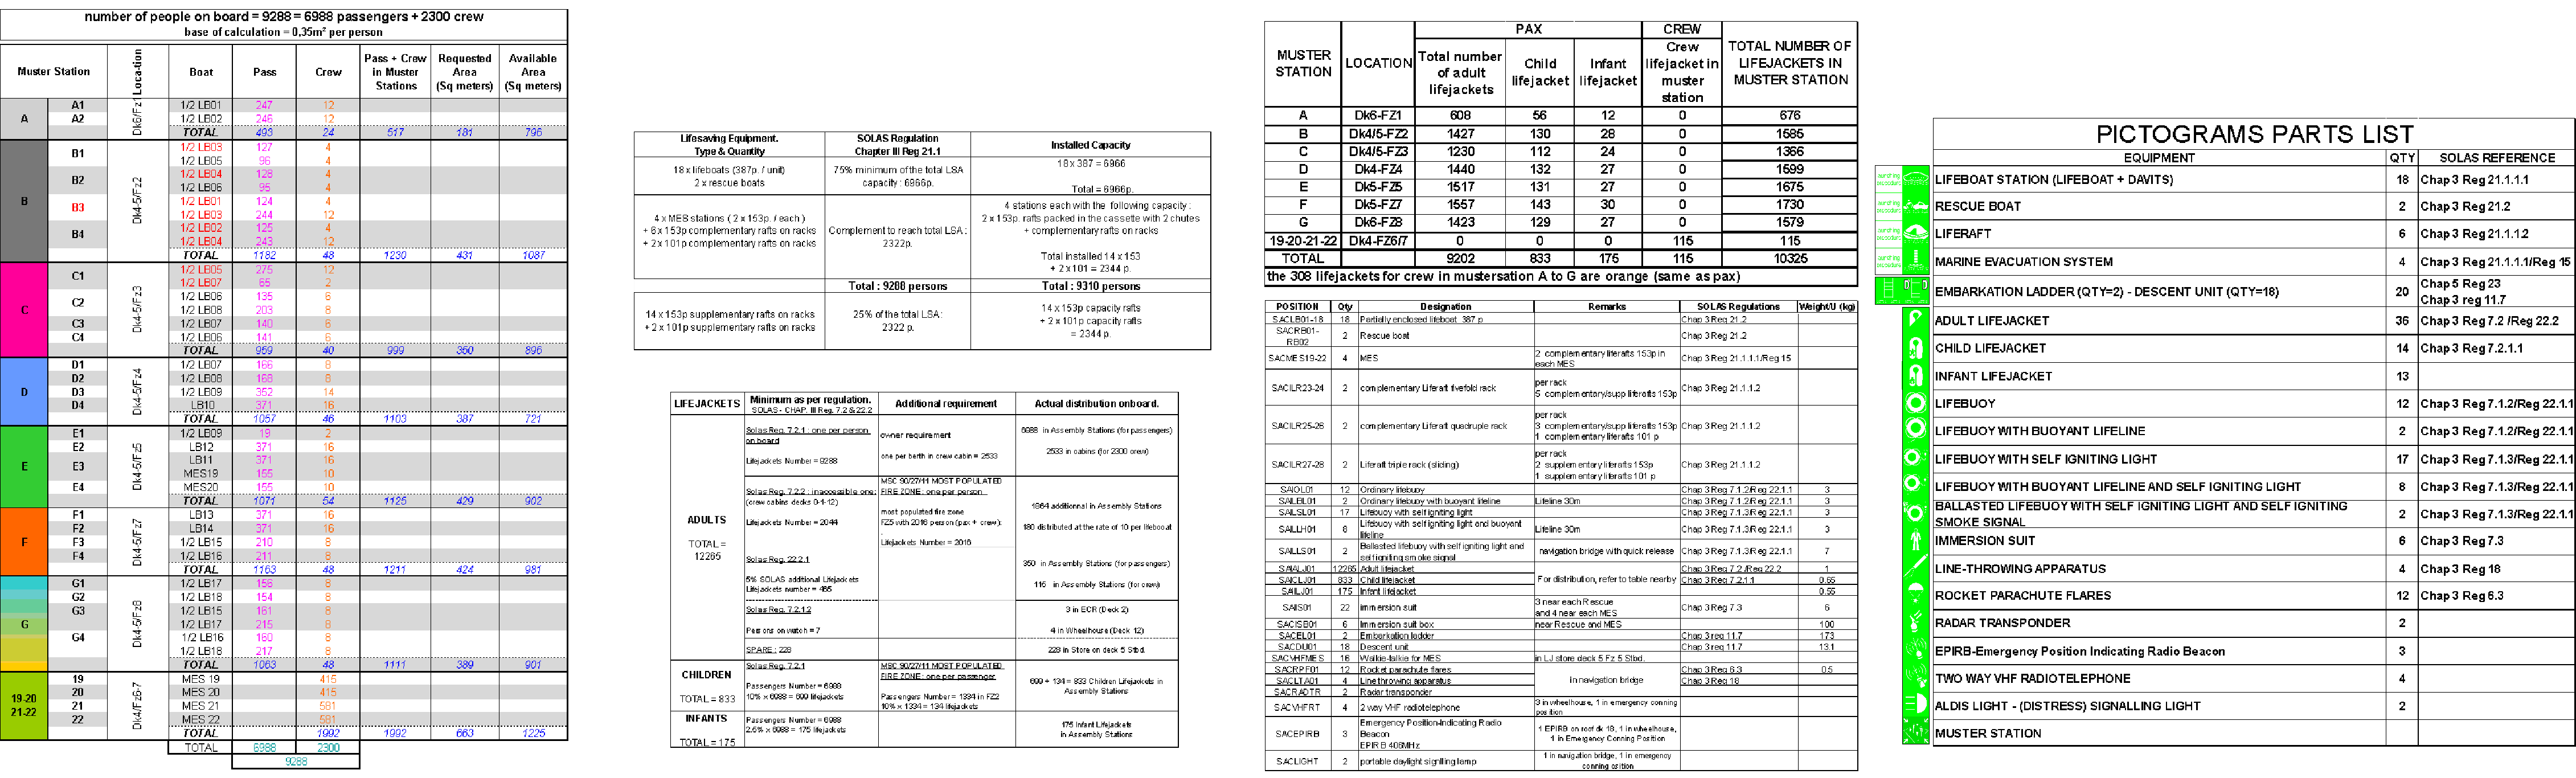 number of people on board = 9288 = 6988 passengers + 2300 crew
base of calculation = 0,35m² per person
Muster Station Loca-tion Boat Pass Crew Pass + Crew in Muster Stations Requested Area (Sq meters) Available Area (Sq meters)
A Dk6/Fz1
A1 1/2 LB01 247 12
A2 1/2 LB02 246 12
TOTAL 493 24 517 181 796
B Dk4-5/Fz2
B1 1/2 LB03 127 4
1/2 LB05 96 4
B2 1/2 LB04 128 4
1/2 LB06 95 4
B3 1/2 LB01 124 4
1/2 LB03 244 12
B4 1/2 LB02 125 4
1/2 LB04 243 12
TOTAL 1182 48 1230 431 1087
C Dk4-5/Fz3
C1 1/2 LB05 275 12
1/2 LB07 65 2
C2 1/2 LB06 135 6
1/2 LB08 203 8
C3 1/2 LB07 140 6
C4 1/2 LB06 141 6
TOTAL 959 40 999 350 896
D Dk4-5/Fz4
D1 1/2 LB07 166 8
D2 1/2 LB08 168 8
D3 1/2 LB09 352 14
D4 LB10 371 16
TOTAL 1057 46 1103 387 721
E Dk4-5/Fz5
E1 1/2 LB09 19 2
E2 LB12 371 16
E3 LB11 371 16
MES19 155 10
E4 MES20 155 10
TOTAL 1071 54 1125 429 902
F Dk4-5/Fz7
F1 LB13 371 16
F2 LB14 371 16
F3 1/2 LB15 210 8
F4 1/2 LB16 211 8
TOTAL 1163 48 1211 424 981
G Dk4-5/Fz8
G1 1/2 LB17 156 8
G2 1/2 LB18 154 8
G3 1/2 LB15 161 8
1/2 LB17 215 8
G4 1/2 LB16 160 8
1/2 LB18 217 8
TOTAL 1063 48 1111 389 901
19-20 21-22 Dk4/Fz6-7
19 MES 19 415
20 MES 20 415
21 MES 21 581
22 MES 22 581
TOTAL 1992 1992 663 1225
TOTAL 6988 2300
9288
Lifesaving Equipment. Type & Quantity SOLAS Regulation Chapter III Reg 21.1 Installed Capacity
18 x lifeboats (387p. / unit)
2 x rescue boats
75% minimum of the total LSA
capacity : 6966p.
18 x 387 = 6966
Total = 6966p.
4 x MES stations ( 2 x 153p. / each )
+ 6 x 153p complementary rafts on racks
+ 2 x 101p complementary rafts on racks
Complement to reach total LSA :
2322p.
4 stations each with the following capacity :
2 x 153p. rafts packed in the cassette with 2 chutes
+ complementary rafts on racks
Total installed 14 x 153
+ 2 x 101 = 2344 p.
Total : 9288 persons Total : 9310 persons
14 x 153p supplementary rafts on racks
+ 2 x 101p supplementary rafts on racks
25% of the total LSA:
2322 p.
14 x 153p capacity rafts
+ 2 x 101p capacity rafts
= 2344 p.
LIFEJACKETS Minimum as per regulation. SOLAS - CHAP. III Reg. 7.2 & 22.2 Additional requirement Actual distribution onboard.
ADULTS
TOTAL =
12265
Solas Reg. 7.2.1 : one per person
on board
Lifejackets Number = 9288
owner requirement
one per berth in crew cabin = 2533
6988 in Assembly Stations (for passengers)
2533 in cabins (for 2300 crew)
Solas Reg. 7.2.2 : inaccessible one:
(crew cabins decks 0-1-12)
Lifejackets Number = 2044
MSC 90/27/11 MOST POPULATED
FIRE ZONE : one per person
most populated fire zone
FZ5 with 2016 person (pax + crew):
Lifejackets Number = 2016
1864 additionnal in Assembly Stations
180 distributed at the rate of 10 per lifeboat
Solas Reg. 22.2.1
5% SOLAS additional Lifejackets
Lifejackets number = 465
350 in Assembly Stations (for passengers)
115 in Assembly Stations (for crew)
Solas Reg. 7.2.1.2
Persons on watch = 7
3 in ECR (Deck 2)
4 in Wheelhouse (Deck 12)
SPARE : 228
228 in Store on deck 5 Stbd.
CHILDREN
TOTAL = 833
Solas Reg. 7.2.1
Passengers Number = 6988
10% x 6988 = 699 lifejackets
MSC 90/27/11 MOST POPULATED
FIRE ZONE : one per passenger
Passengers Number = 1334 in FZ2
10% x 1334 = 134 lifejackets
699 + 134 = 833 Children Lifejackets in
Assembly Stations
INFANTS
TOTAL = 175
Passengers Number = 6988
2.5% x 6988 = 175 lifejackets
175 Infant Lifejackets
in Assembly Stations
PAX CREW
MUSTER STATION LOCATION Total number of adult lifejackets Child lifejacket Infant lifejacket Crew lifejacket in muster station TOTAL NUMBER OF LIFEJACKETS IN MUSTER STATION
A Dk6-FZ1 608 56 12 0 676
B Dk4/5-FZ2 1427 130 28 0 1585
C Dk4/5-FZ3 1230 112 24 0 1366
D Dk4-FZ4 1440 132 27 0 1599
E Dk5-FZ5 1517 131 27 0 1675
F Dk5-FZ7 1557 143 30 0 1730
G Dk6-FZ8 1423 129 27 0 1579
19-20-21-22 Dk4-FZ6/7 0 0 0 115 115
TOTAL 9202 833 175 115 10325
the 308 lifejackets for crew in mustersation A to G are orange (same as pax)
POSITION Qty Designation Remarks SOLAS Regulations Weight/U (kg)
SACLB01-18 18 Partially enclosed lifeboat 387 p Chap 3 Reg 21.2
SACRB01-RB02 2 Rescue boat Chap 3 Reg 21.2
SACMES19-22 4 MES 2 complementary liferafts 153p in each MES Chap 3 Reg 21.1.1.1/Reg 15
SACILR23-24 2 complementary Liferaft fivefold rack per rack 5 complementary/supp liferafts 153p Chap 3 Reg 21.1.1.2
SACILR25-26 2 complementary Liferaft quadruple rack per rack 3 complementary/supp liferafts 153p 1 complementary liferafts 101 p Chap 3 Reg 21.1.1.2
SACILR27-28 2 Liferaft triple rack (sliding) per rack 2 supplementary liferafts 153p 1 supplementary liferafts 101 p Chap 3 Reg 21.1.1.2
SAIOL01 12 Ordinary lifebuoy Chap 3 Reg 7.1.2/Reg 22.1.1 3
SAILBL01 2 Ordinary lifebuoy with buoyant lifeline Lifeline 30m Chap 3 Reg 7.1.2/Reg 22.1.1 3
SAILSL01 17 Lifebuoy with self igniting light Chap 3 Reg 7.1.3/Reg 22.1.1 3
SAILLH01 8 Lifebuoy with self igniting light and buoyant lifeline Lifeline 30m Chap 3 Reg 7.1.3/Reg 22.1.1 3
SAILLS01 2 Ballasted lifebuoy with self igniting light and self igniting smoke signal navigation bridge with quick release Chap 3 Reg 7.1.3/Reg 22.1.1 7
SAIALJ01 12265 Adult lifejacket Chap 3 Reg 7.2 /Reg 22.2 1
SAICLJ01 833 Child lifejacket For distribution, refer to table nearby Chap 3 Reg 7.2.1.1 0.65
SAIILJ01 175 Infant lifejacket 0.55
SAIIS01 22 immersion suit 3 near each Rescue and 4 near each MES Chap 3 Reg 7.3 6
SACISB01 6 Immersion suit box near Rescue and MES 100
SACEL01 2 Embarkation ladder Chap 3 reg 11.7 173
SACDU01 18 Descent unit Chap 3 reg 11.7 13.1
SACVHFMES 16 Walkie-talkie for MES in LJ store deck 5 Fz 5 Stbd.
SACRPF01 12 Rocket parachute flares Chap 3 Reg 6.3 0.5
SACLTA01 4 Line throwing apparatus in navigation bridge Chap 3 Reg 18
SACRADTR 2 Radar transponder
SACVHFRT 4 2 way VHF radiotelephone 3 in wheelhouse, 1 in emergency conning position
SACEPIRB 3 Emergency Position-Indicating Radio Beacon EPIRB 406MHz 1 EPIRB on roof dk 18, 1 in wheelhouse, 1 in Emergency Conning Position
SACLIGHT 2 portable daylight signalling lamp 1 in navigation bridge, 1 in emergency conning osition
PICTOGRAMS PARTS LIST
EQUIPMENT QTY SOLAS REFERENCE
LIFEBOAT STATION (LIFEBOAT + DAVITS) 18 Chap 3 Reg 21.1.1.1
RESCUE BOAT 2 Chap 3 Reg 21.2
LIFERAFT 6 Chap 3 Reg 21.1.1.2
MARINE EVACUATION SYSTEM 4 Chap 3 Reg 21.1.1.1/Reg 15
EMBARKATION LADDER (QTY=2) - DESCENT UNIT (QTY=18) 20 Chap 5 Reg 23 Chap 3 reg 11.7
ADULT LIFEJACKET 36 Chap 3 Reg 7.2 /Reg 22.2
CHILD LIFEJACKET 14 Chap 3 Reg 7.2.1.1
INFANT LIFEJACKET 13
LIFEBUOY 12 Chap 3 Reg 7.1.2/Reg 22.1.1
LIFEBUOY WITH BUOYANT LIFELINE 2 Chap 3 Reg 7.1.2/Reg 22.1.1
LIFEBUOY WITH SELF IGNITING LIGHT 17 Chap 3 Reg 7.1.3/Reg 22.1.1
LIFEBUOY WITH BUOYANT LIFELINE AND SELF IGNITING LIGHT 8 Chap 3 Reg 7.1.3/Reg 22.1.1
BALLASTED LIFEBUOY WITH SELF IGNITING LIGHT AND SELF IGNITING SMOKE SIGNAL 2 Chap 3 Reg 7.1.3/Reg 22.1.1
IMMERSION SUIT 6 Chap 3 Reg 7.3
LINE-THROWING APPARATUS 4 Chap 3 Reg 18
ROCKET PARACHUTE FLARES 12 Chap 3 Reg 6.3
RADAR TRANSPONDER 2
EPIRB-Emergency Position Indicating Radio Beacon 3
TWO WAY VHF RADIOTELEPHONE 4
ALDIS LIGHT - (DISTRESS) SIGNALLING LIGHT 2
MUSTER STATION